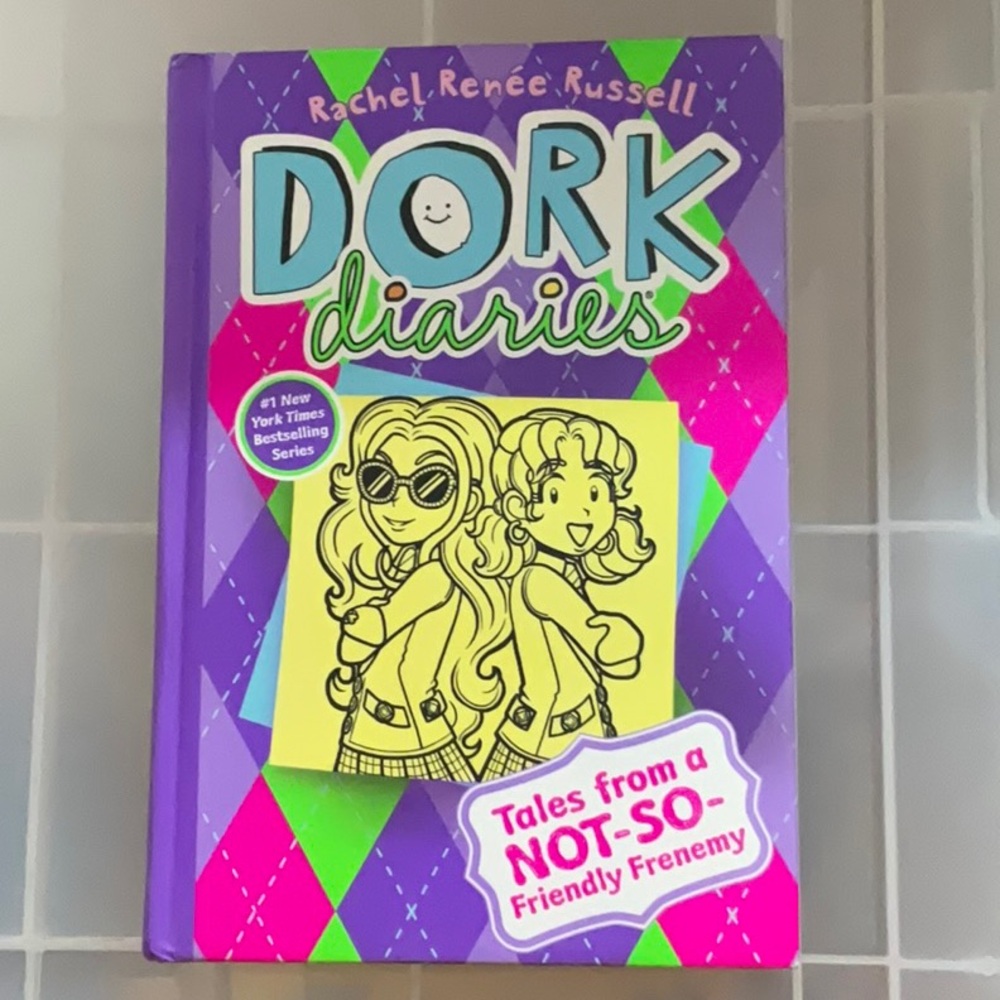 Rachel Renée Russell
DORK
diaries®
#1 New
York Times
Bestselling
Series
Tales from a
NOT-SO-
Friendly Frenemy